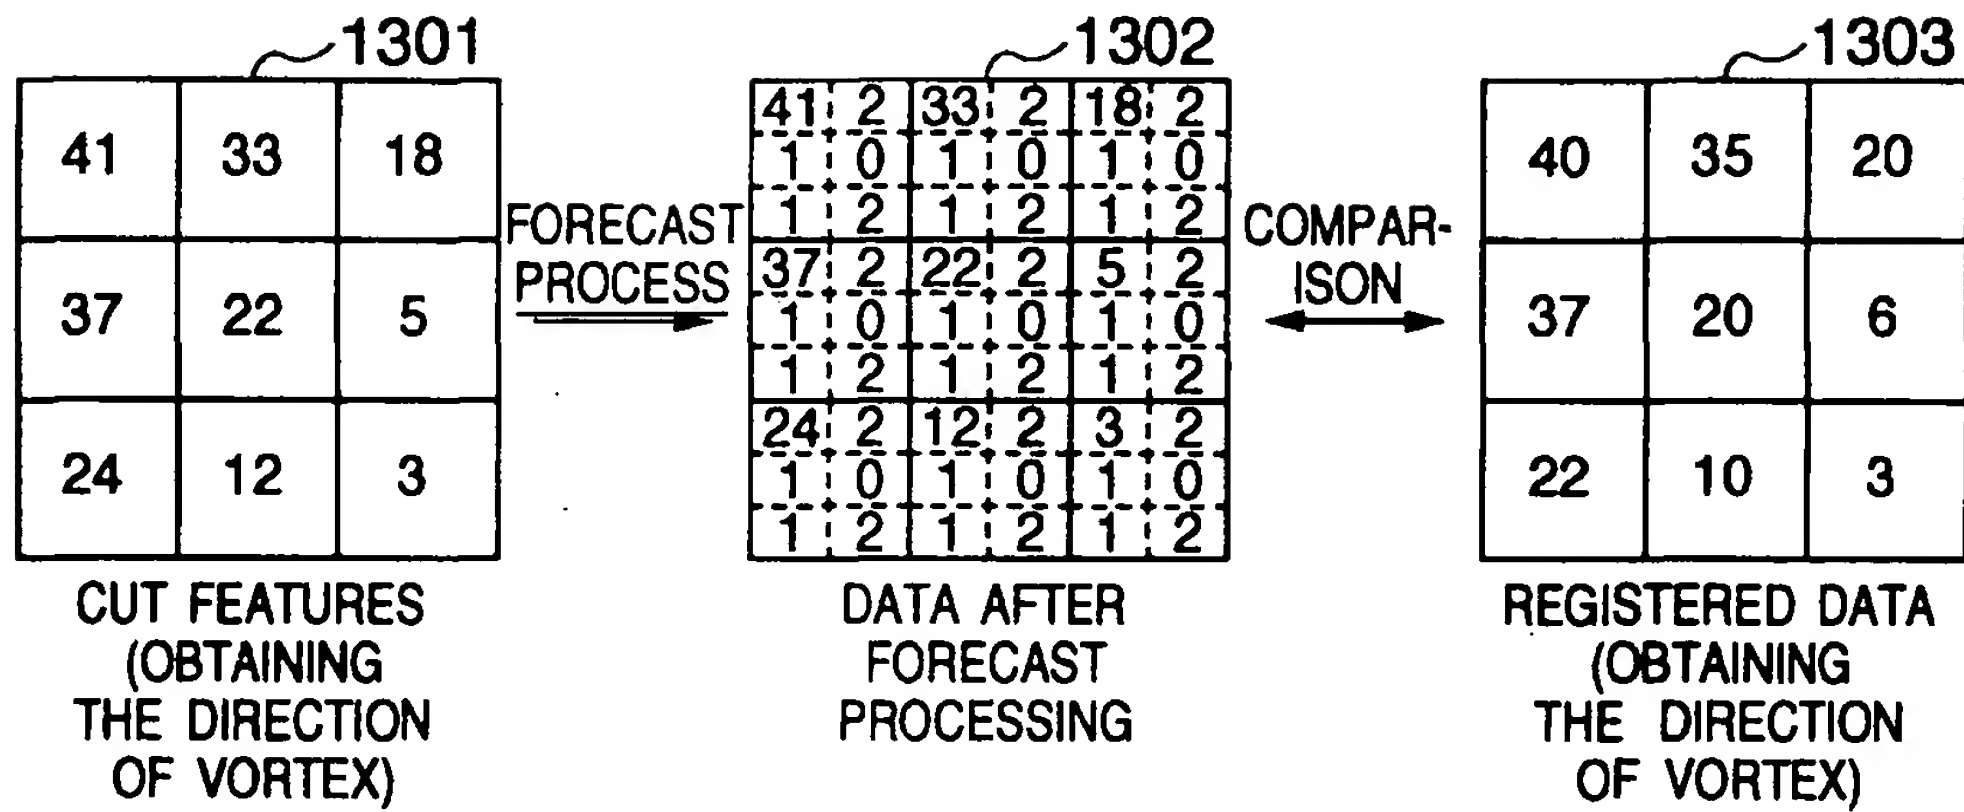 1301
1302
1303
41 33 18
37 22 5
24 12 3
CUT FEATURES
(OBTAINING
THE DIRECTION
OF VORTEX)
FORECAST
PROCESS
41 2 33 2 18 2
1 0 1 0 1 0
1 2 1 2 1 2
37 2 22 2 5 2
1 0 1 0 1 0
1 2 1 2 1 2
24 2 12 2 3 2
1 0 1 0 1 0
1 2 1 2 1 2
DATA AFTER
FORECAST
PROCESSING
COMPAR-
ISON
40 35 20
37 20 6
22 10 3
REGISTERED DATA
(OBTAINING
THE DIRECTION
OF VORTEX)